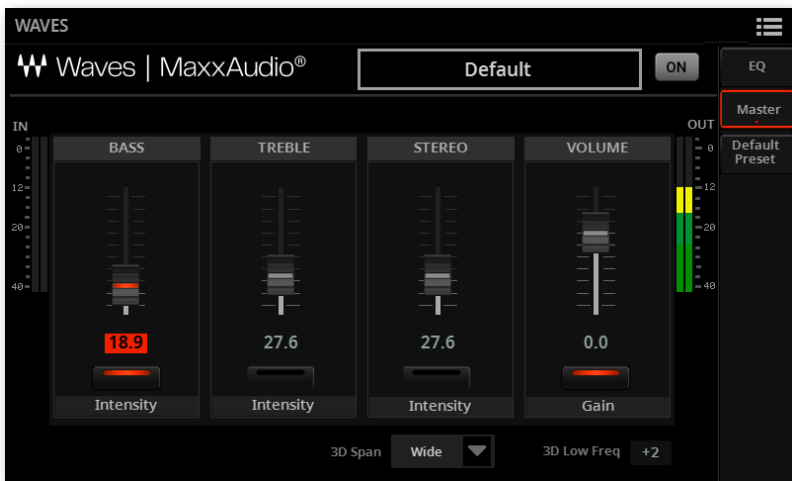 WAVES
Waves | MaxxAudio®
Default
ON
EQ
Master
Default
Preset
IN
OUT
BASS
TREBLE
STEREO
VOLUME
0
12
20
40
0
12
20
40
18.9
27.6
27.6
0.0
Intensity
Intensity
Intensity
Gain
3D Span
Wide
3D Low Freq
+2